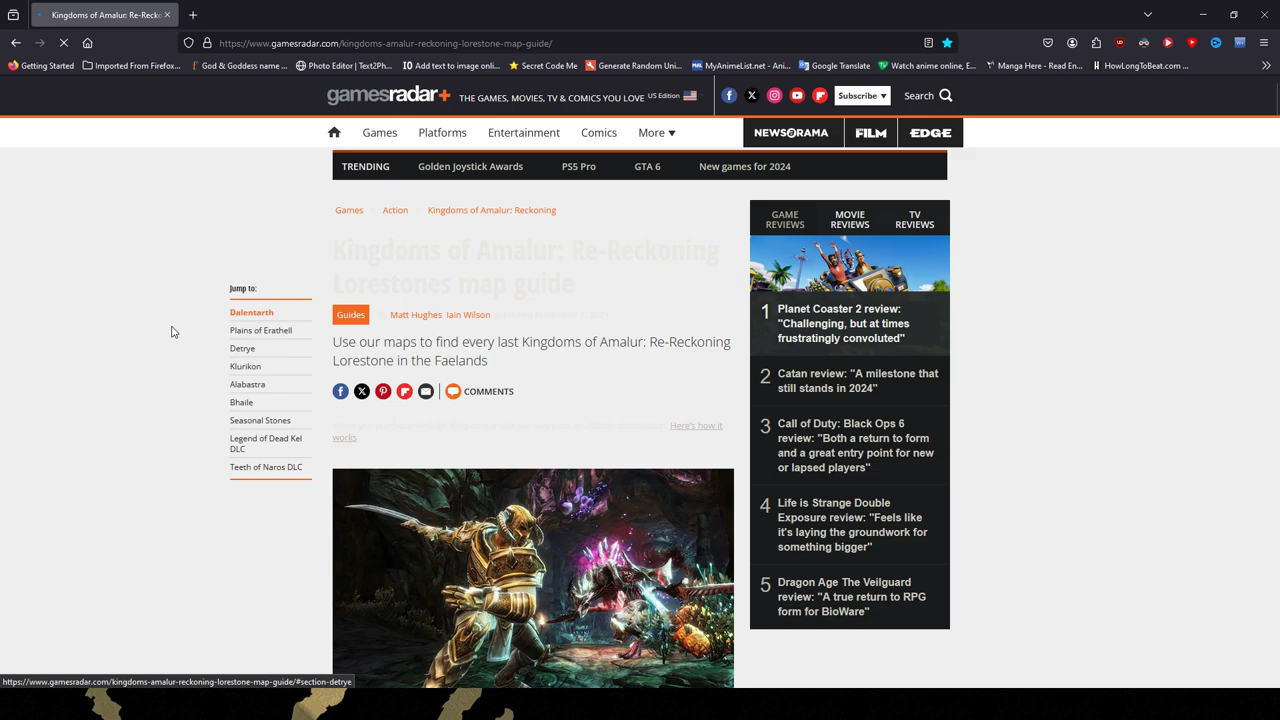 Kingdoms of Amalur: Re-Reck
https://www.gamesradar.com/kingdoms-amalur-reckoning-lorestone-map-guide/
Getting Started
Imported From Firefox...
God & Goddess name ...
Photo Editor | Text2Ph...
Add text to image onli...
Secret Code Me
Generate Random Uni...
MyAnimeList.net - Ani...
Google Translate
Watch anime online, E...
Manga Here - Read En...
HowLongToBeat.com ...
gamesradar+ THE GAMES, MOVIES, TV & COMICS YOU LOVE US Edition
Subscribe
Search
Games Platforms Entertainment Comics More
NEWSARAMA FILM EDGE
TRENDING Golden Joystick Awards PS5 Pro GTA 6 New games for 2024
Games Action Kingdoms of Amalur: Reckoning
Kingdoms of Amalur: Re-Reckoning
Lorestones map guide
Guides By Matt Hughes Iain Wilson
Use our maps to find every last Kingdoms of Amalur: Re-Reckoning
Lorestone in the Faelands
COMMENTS
Here's how it
works
Jump to:
Dalentarth
Plains of Erathell
Detrye
Klurikon
Alabastra
Bhaile
Seasonal Stones
Legend of Dead Kel
DLC
Teeth of Naros DLC
GAME
REVIEWS
MOVIE
REVIEWS
TV
REVIEWS
1 Planet Coaster 2 review:
"Challenging, but at times
frustratingly convoluted"
2 Catan review: "A milestone that
still stands in 2024"
3 Call of Duty: Black Ops 6
review: "Both a return to form
and a great entry point for new
or lapsed players"
4 Life is Strange Double
Exposure review: "Feels like
it's laying the groundwork for
something bigger"
5 Dragon Age The Veilguard
review: "A true return to RPG
form for BioWare"
https://www.gamesradar.com/kingdoms-amalur-reckoning-lorestone-map-guide/#section-detrye